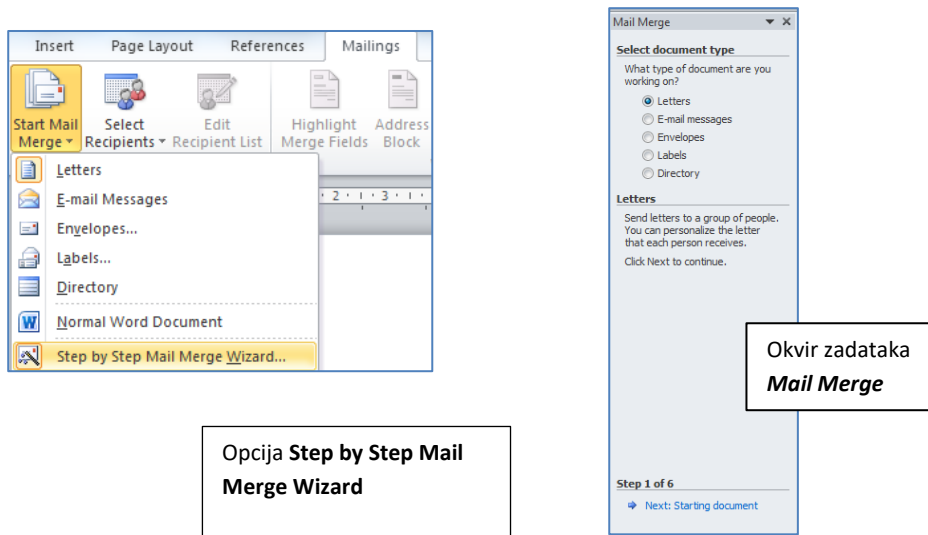 Insert Page Layout References Mailings
Start Mail Merge Select Recipients Edit Recipient List Highlight Merge Fields Address Block
Letters
E-mail Messages
Envelopes...
Labels...
Directory
Normal Word Document
Step by Step Mail Merge Wizard...
2 3
Opcija Step by Step Mail
Merge Wizard
Mail Merge
Select document type
What type of document are you
working on?
Letters
E-mail messages
Envelopes
Labels
Directory
Letters
Send letters to a group of people.
You can personalize the letter
that each person receives.
Click Next to continue.
Okvir zadataka
Mail Merge
Step 1 of 6
Next: Starting document